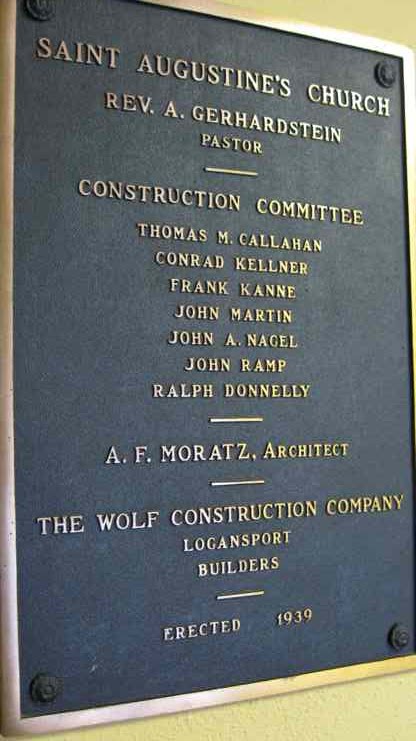 SAINT AUGUSTINE'S CHURCH
REV. A. GERHARDSTEIN
PASTOR
CONSTRUCTION COMMITTEE
THOMAS M. CALLAHAN
CONRAD KELLNER
FRANK KANNE
JOHN MARTIN
JOHN A. NAGEL
JOHN RAMP
RALPH DONNELLY
A. F. MORATZ, ARCHITECT
THE WOLF CONSTRUCTION COMPANY
LOGANSPORT
BUILDERS
ERECTED 1939